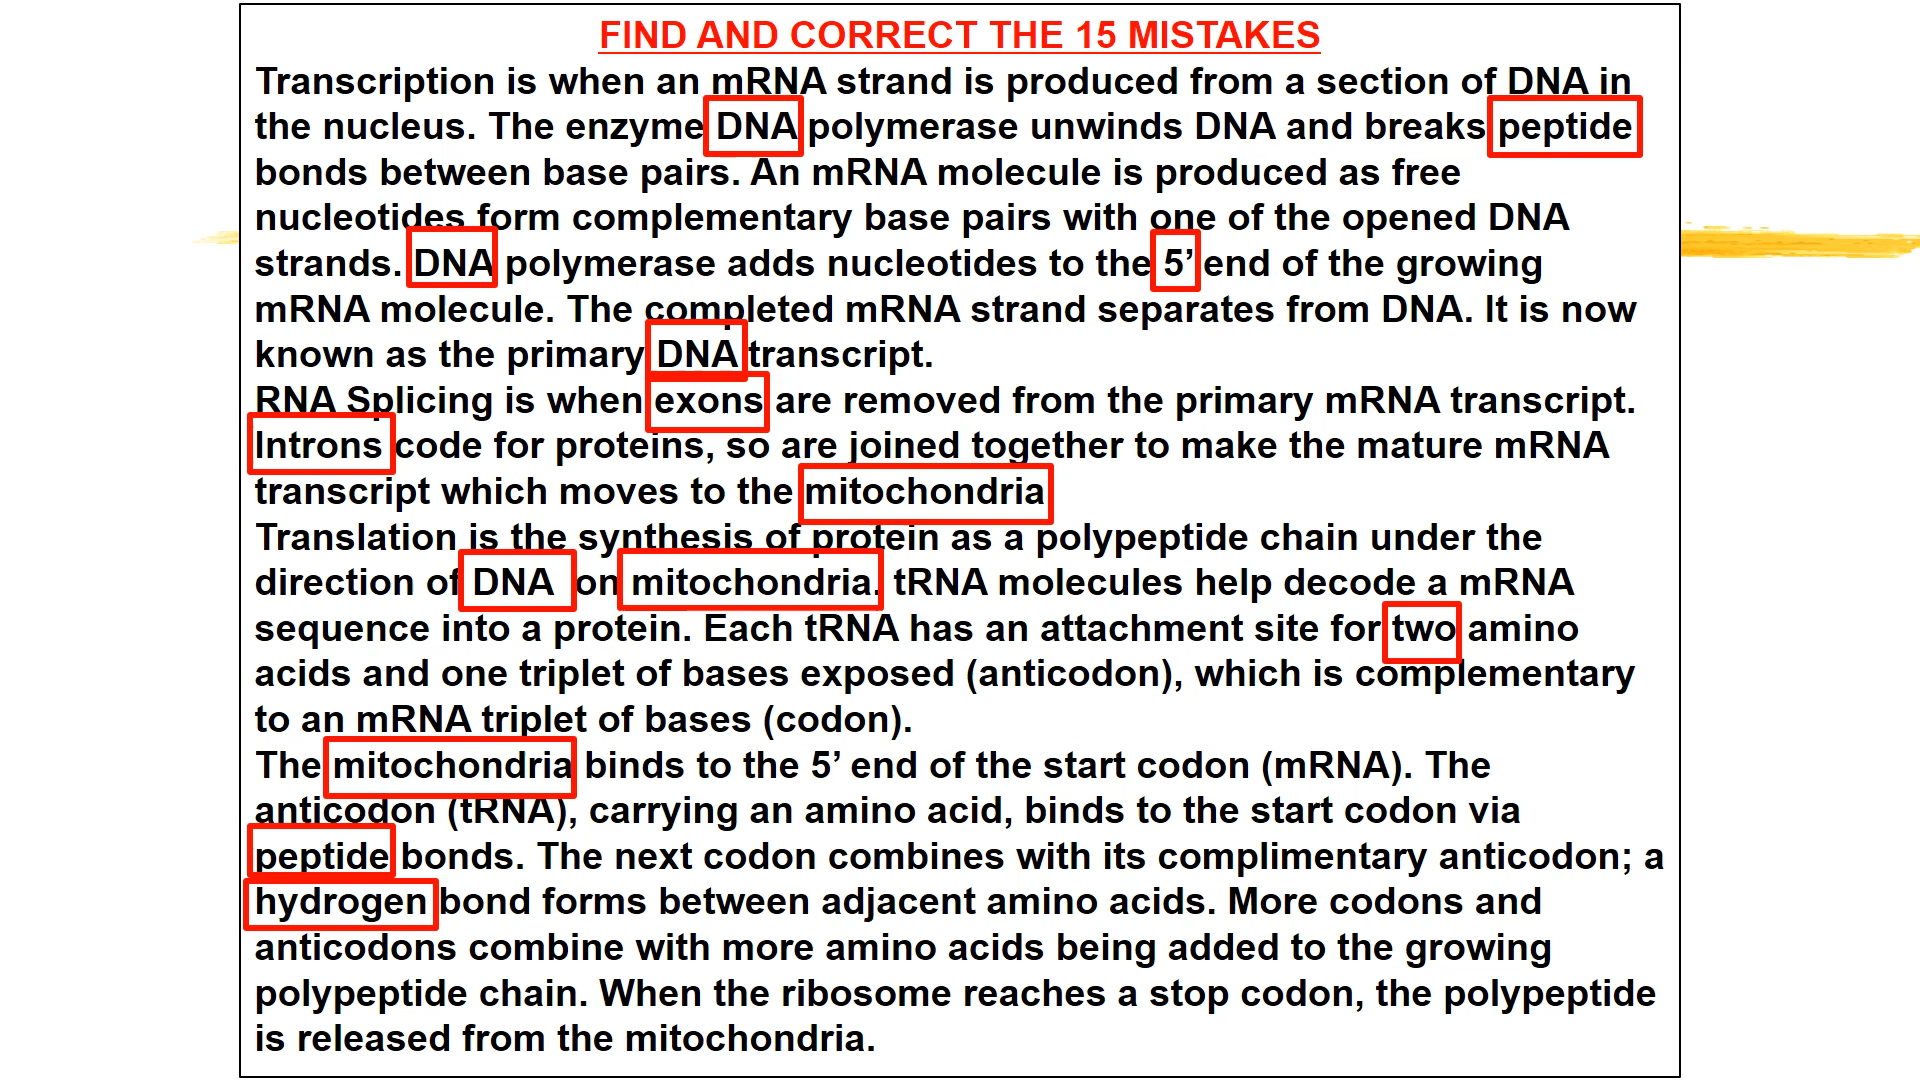 FIND AND CORRECT THE 15 MISTAKES
Transcription is when an mRNA strand is produced from a section of DNA in
the nucleus. The enzyme DNA polymerase unwinds DNA and breaks peptide
bonds between base pairs. An mRNA molecule is produced as free
nucleotides form complementary base pairs with one of the opened DNA
strands. DNA polymerase adds nucleotides to the 5’ end of the growing
mRNA molecule. The completed mRNA strand separates from DNA. It is now
known as the primary DNA transcript.
RNA Splicing is when exons are removed from the primary mRNA transcript.
Introns code for proteins, so are joined together to make the mature mRNA
transcript which moves to the mitochondria
Translation is the synthesis of protein as a polypeptide chain under the
direction of DNA on mitochondria. tRNA molecules help decode a mRNA
sequence into a protein. Each tRNA has an attachment site for two amino
acids and one triplet of bases exposed (anticodon), which is complementary
to an mRNA triplet of bases (codon).
The mitochondria binds to the 5’ end of the start codon (mRNA). The
anticodon (tRNA), carrying an amino acid, binds to the start codon via
peptide bonds. The next codon combines with its complimentary anticodon; a
hydrogen bond forms between adjacent amino acids. More codons and
anticodons combine with more amino acids being added to the growing
polypeptide chain. When the ribosome reaches a stop codon, the polypeptide
is released from the mitochondria.